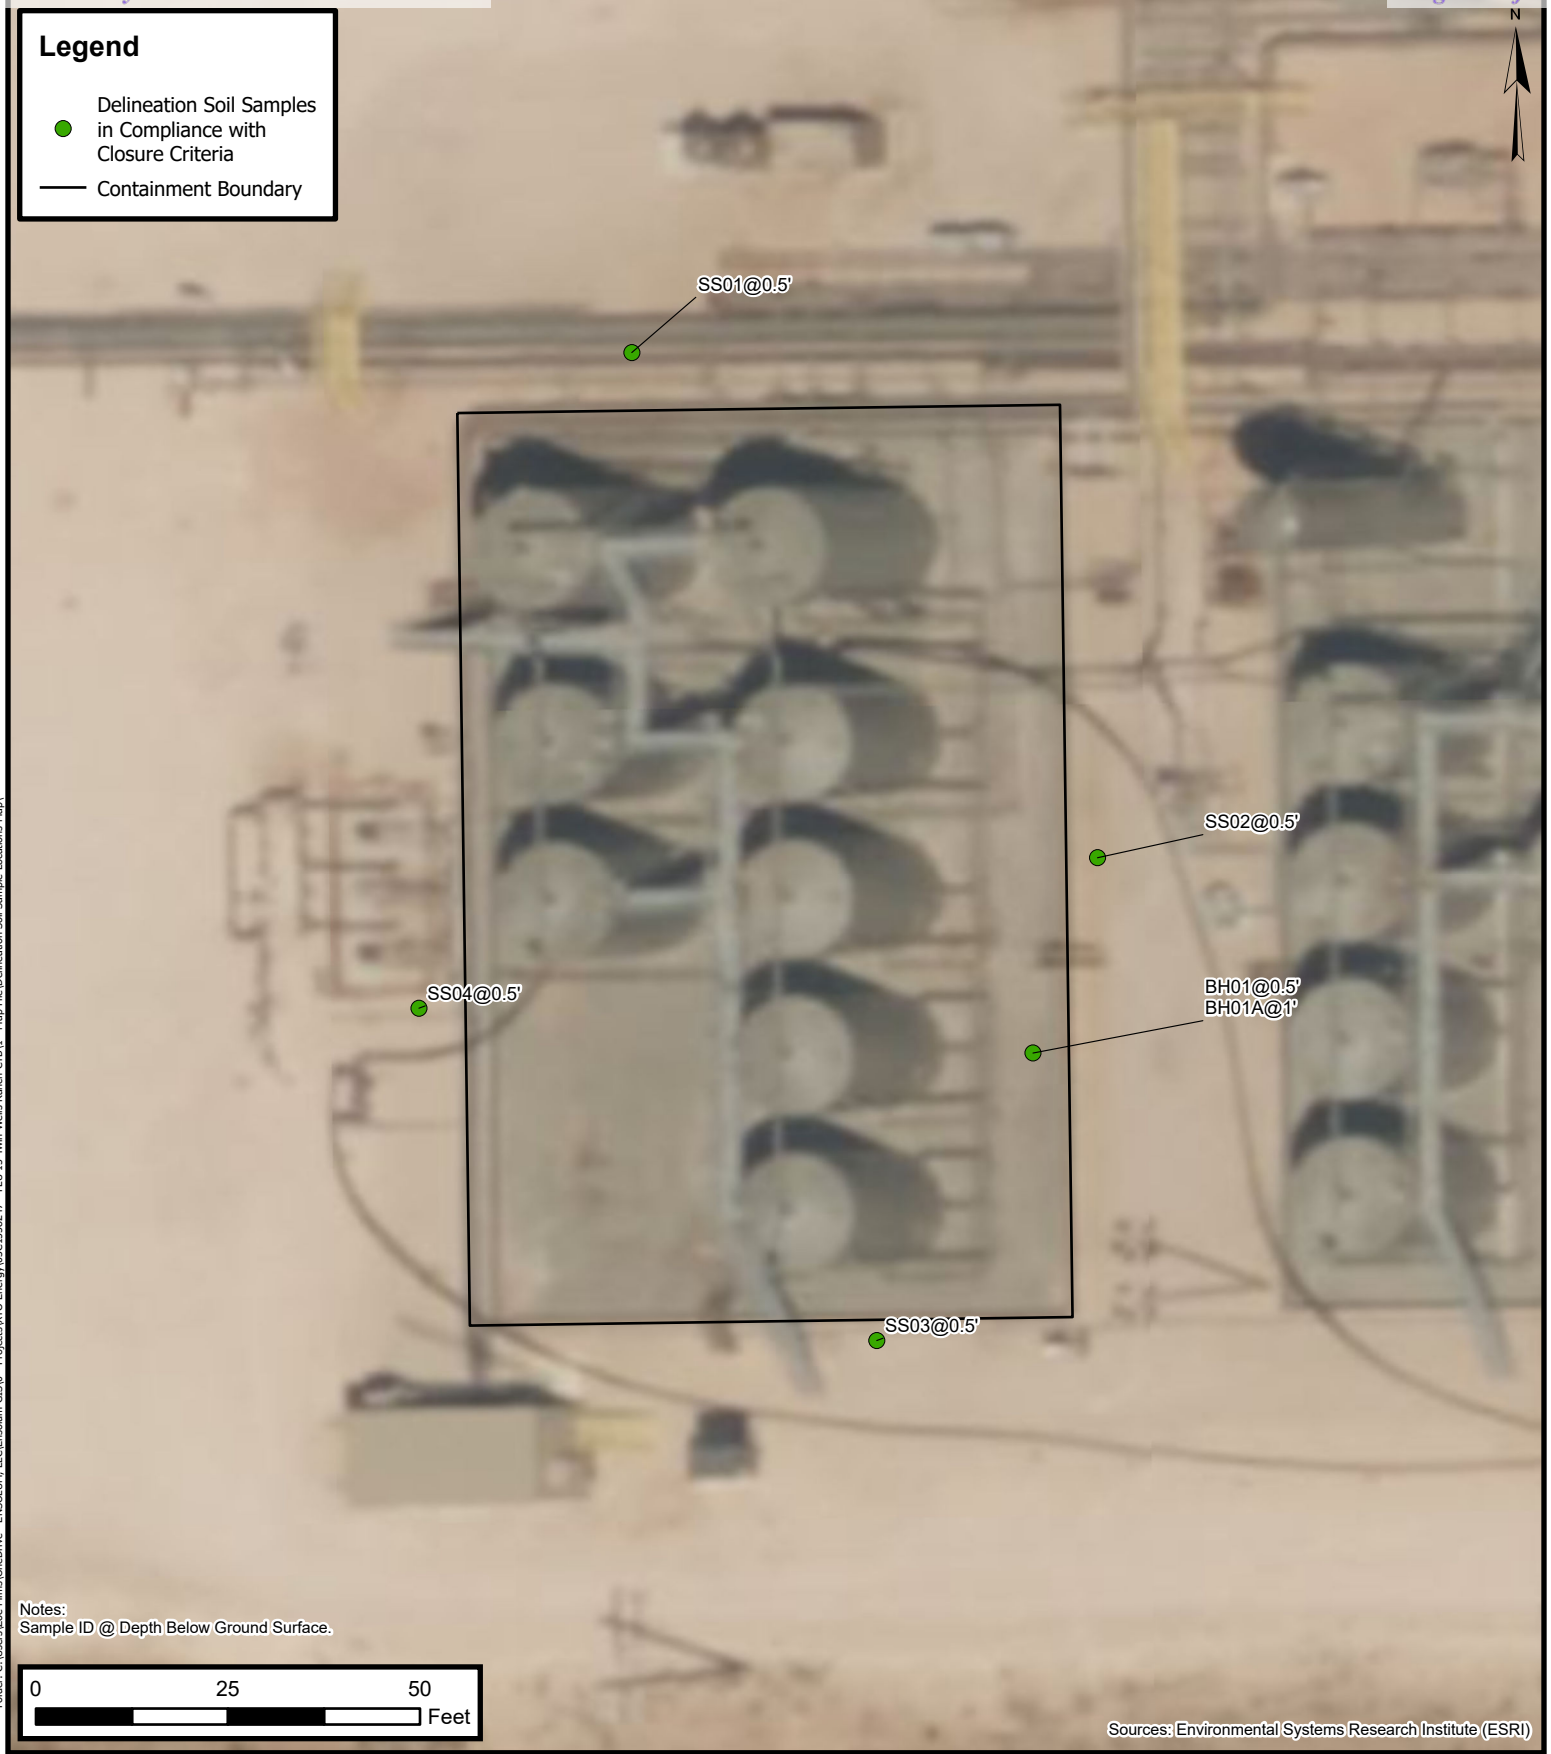 N
Legend
Delineation Soil Samples
in Compliance with
Closure Criteria
Containment Boundary
SS01@0.5'
SS02@0.5'
BH01@0.5'
BH01A@1'
SS04@0.5'
SS03@0.5'
Notes:
Sample ID @ Depth Below Ground Surface.
0 25 50
Feet
Sources: Environmental Systems Research Institute (ESRI)